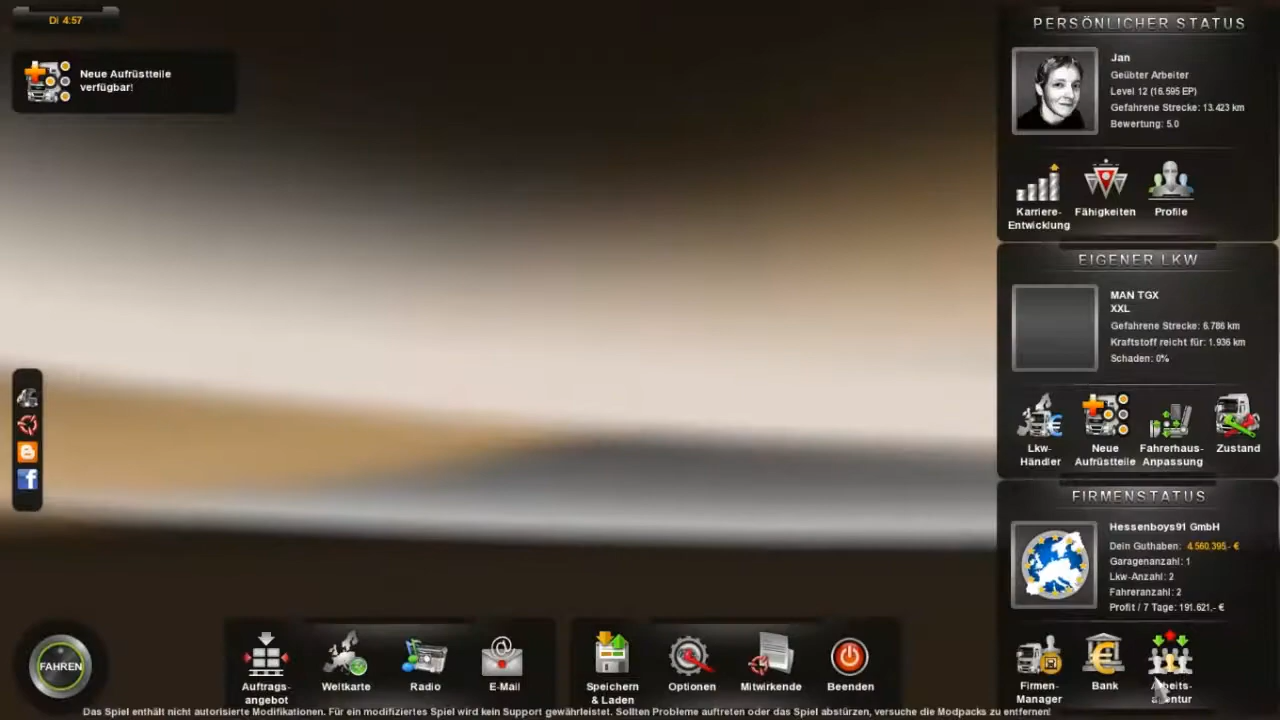 Di 4:57
Neue Aufrüstteile
verfügbar!
PERSÖNLICHER STATUS
Jan
Geübter Arbeiter
Level 12 (16.595 EP)
Gefahrene Strecke: 13.423 km
Bewertung: 5.0
Karriere-
Entwicklung
Fähigkeiten
Profile
EIGENER LKW
MAN TGX
XXL
Gefahrene Strecke: 6.786 km
Kraftstoff reicht für: 1.936 km
Schaden: 0%
Lkw-
Händler
Neue
Aufrüstteile
Fahrerhaus-
Anpassung
Zustand
FIRMENSTATUS
Hessenboys91 GmbH
Dein Guthaben: 4.560.395,- €
Garagenanzahl: 1
Lkw-Anzahl: 2
Fahreranzahl: 2
Profit / 7 Tage: 191.621,- €
Firmen-
Manager
Bank
FAHREN
Auftrags-
angebot
Weltkarte
Radio
E-Mail
Speichern
& Laden
Optionen
Mitwirkende
Beenden
Das Spiel enthält nicht autorisierte Modifikationen. Für ein modifiziertes Spiel wird kein Support gewährleistet. Sollten Probleme auftreten oder das Spiel abstürzen, versuche die Modpacks zu entfernen!